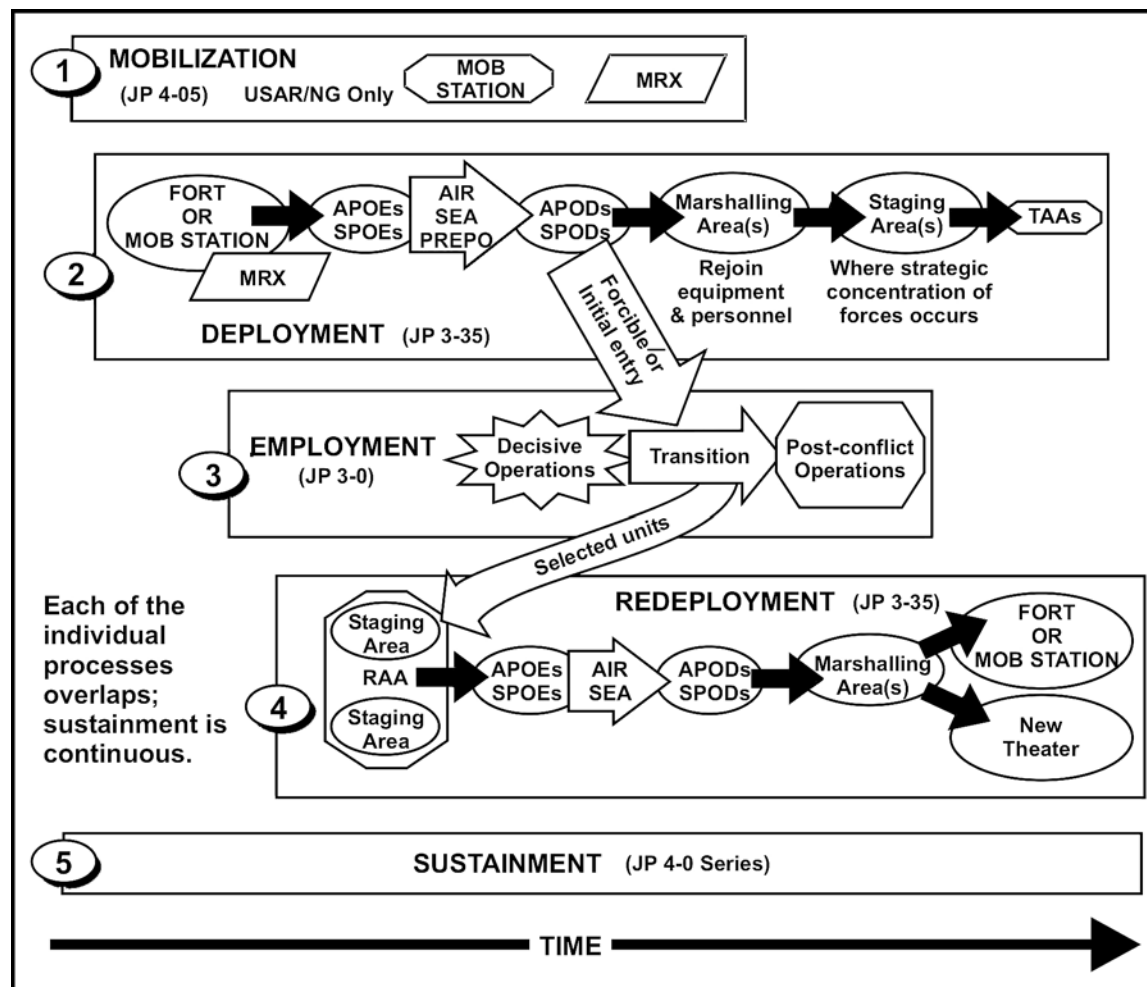 1
MOBILIZATION
(JP 4-05) USAR/NG Only
MOB
STATION
MRX
2
FORT
OR
MOB STATION
MRX
APOEs
SPOEs
AIR
SEA
PREPO
APODs
SPODs
Marshalling
Area(s)
Rejoin
equipment
& personnel
Staging
Area(s)
Where strategic
concentration of
forces occurs
TAAs
DEPLOYMENT (JP 3-35)
Forcible/or
Initial entry
3
EMPLOYMENT
(JP 3-0)
Decisive
Operations
Transition
Post-conflict
Operations
Selected units
Each of the
individual
processes
overlaps;
sustainment is
continuous.
4
REDEPLOYMENT (JP 3-35)
Staging
Area
RAA
Staging
Area
APOEs
SPOEs
AIR
SEA
APODs
SPODs
Marshalling
Area(s)
FORT
OR
MOB STATION
New
Theater
5
SUSTAINMENT (JP 4-0 Series)
TIME